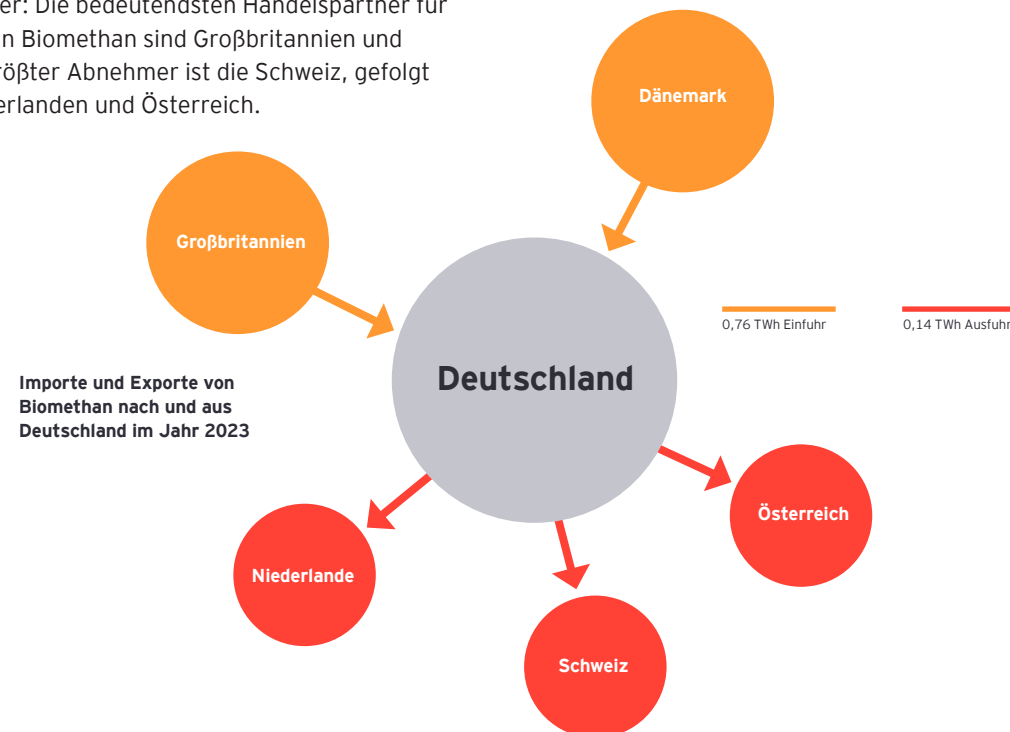 er: Die bedeutendsten Handelspartner für
n Biomethan sind Großbritannien und
rößter Abnehmer ist die Schweiz, gefolgt
erlanden und Österreich.
Dänemark
Großbritannien
0,76 TWh Einfuhr
0,14 TWh Ausfuhr
Deutschland
Importe und Exporte von
Biomethan nach und aus
Deutschland im Jahr 2023
Österreich
Niederlande
Schweiz